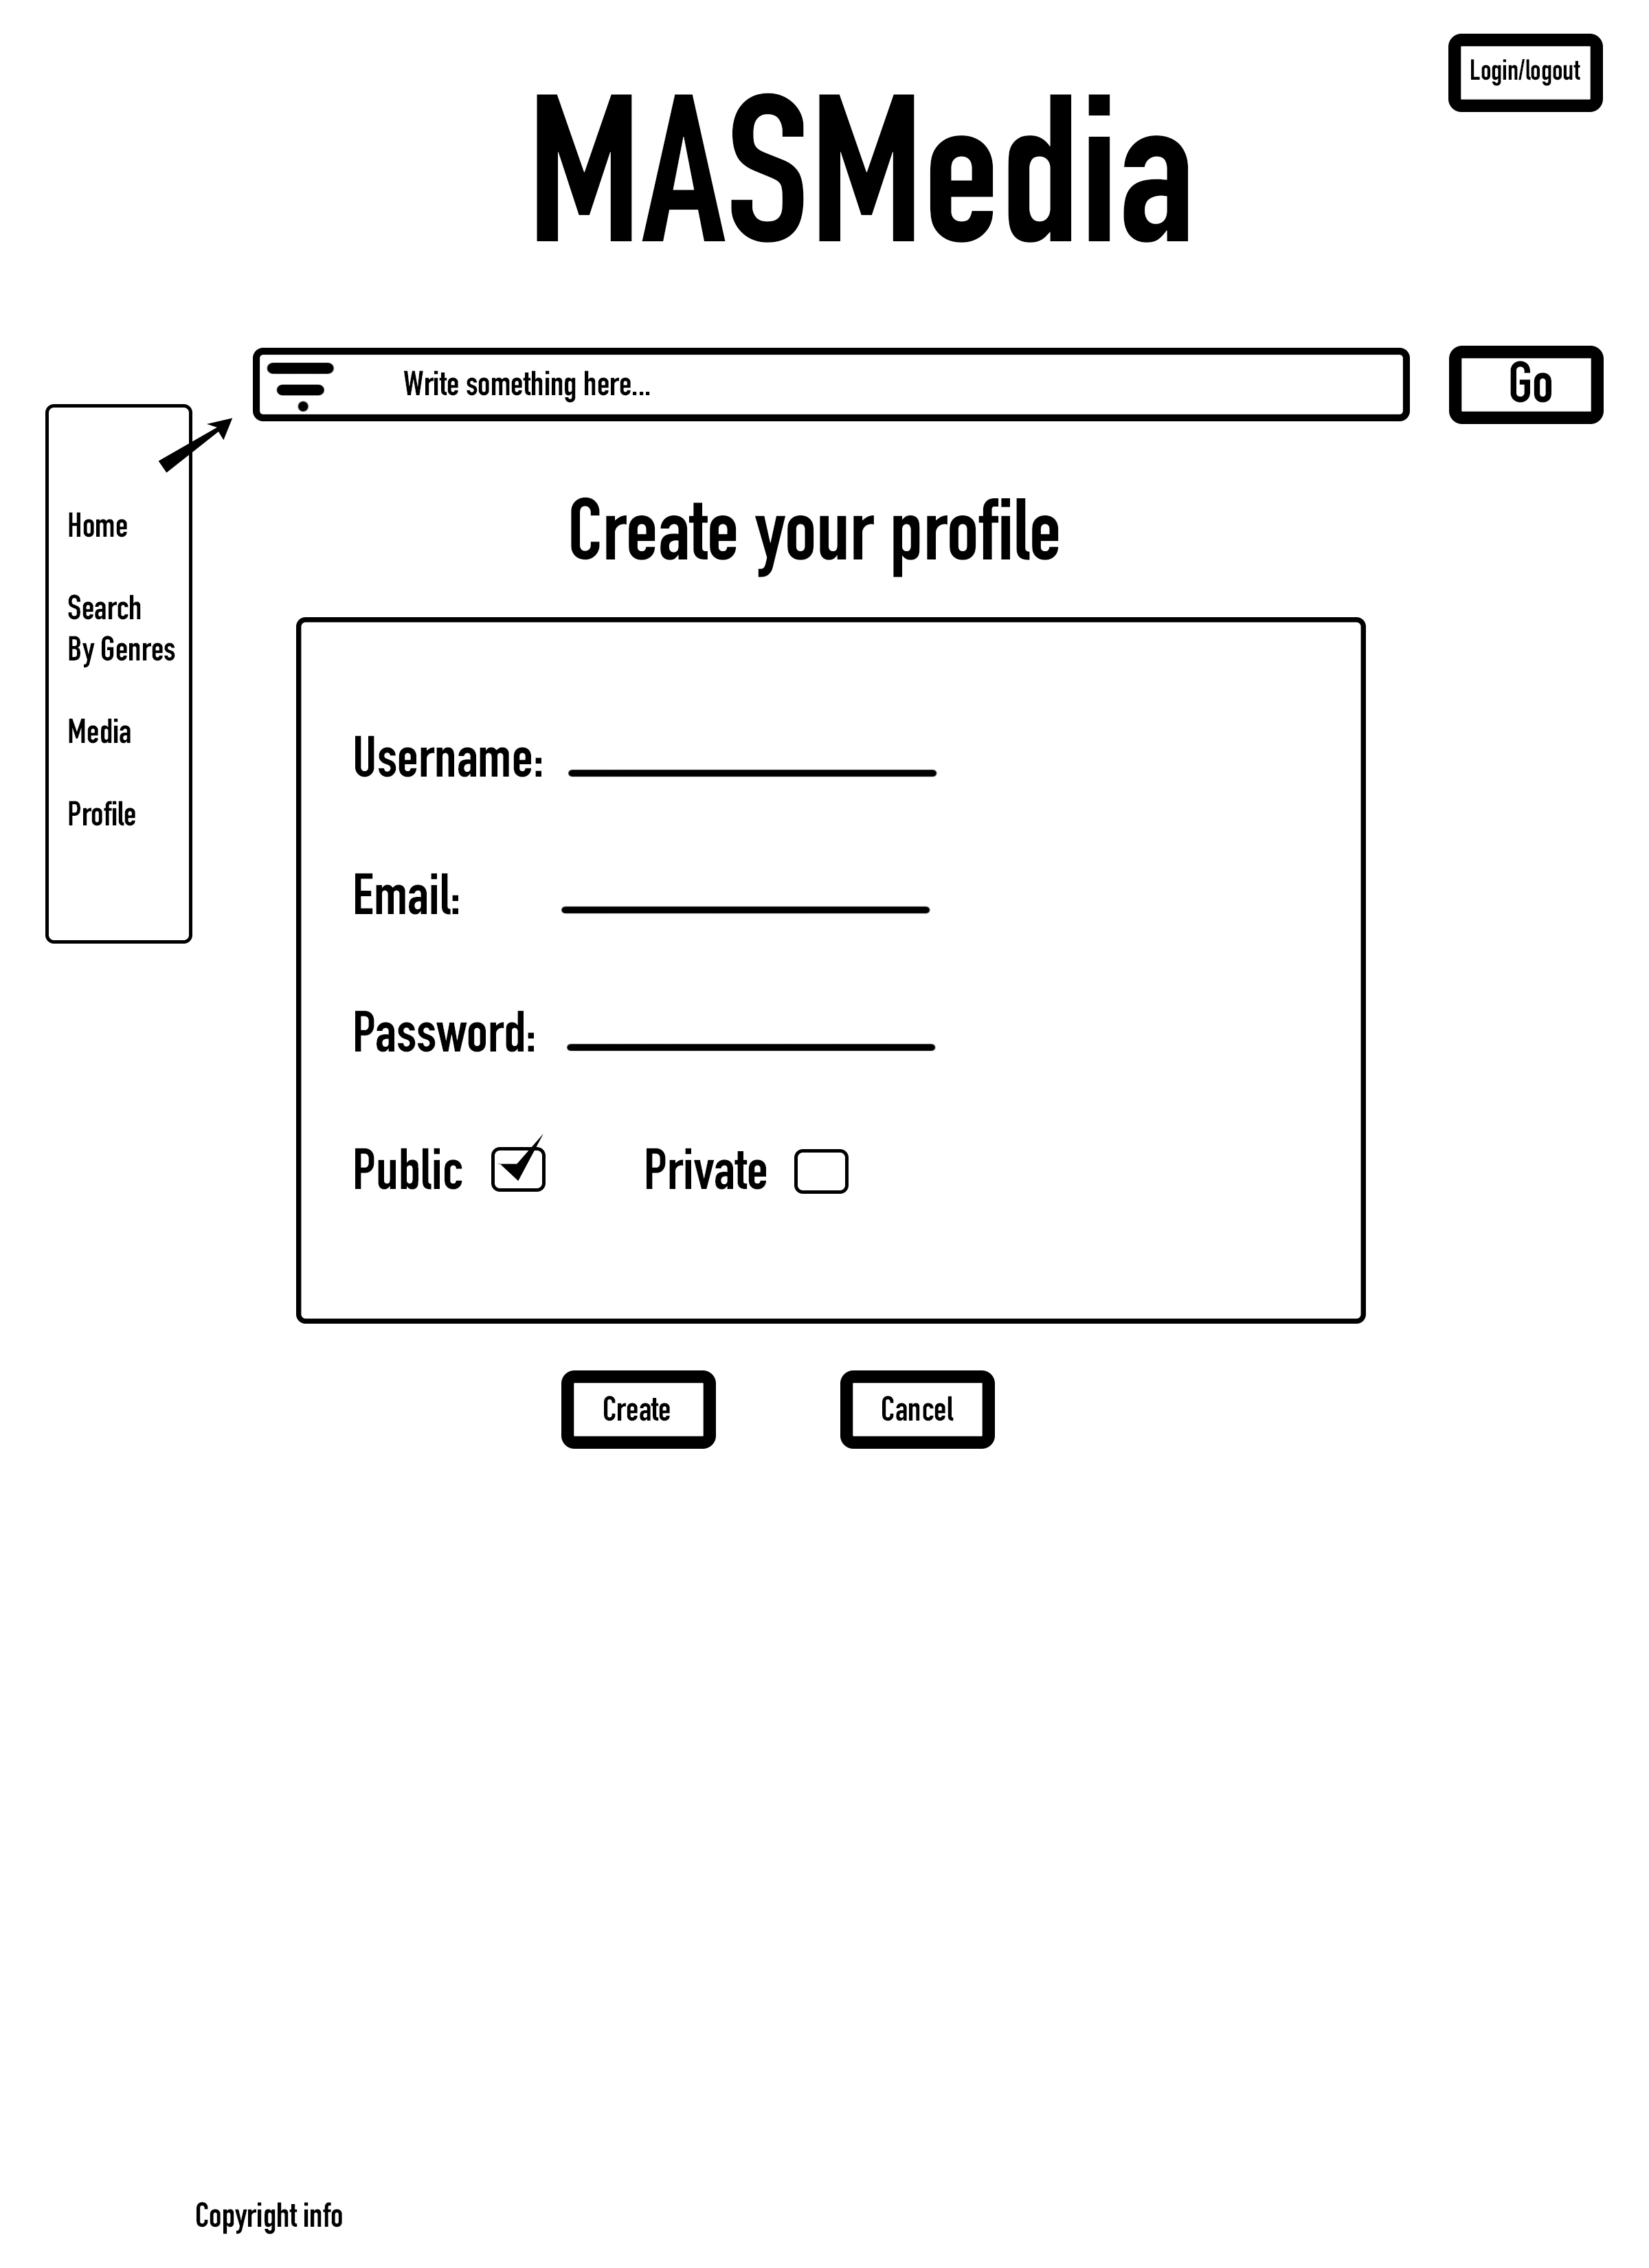 Login/logout
MASMedia
Write something here...
Go
Home
Search
By Genres
Media
Profile
Create your profile
Username:
Email:
Password:
Public
Private
Create
Cancel
Copyright info